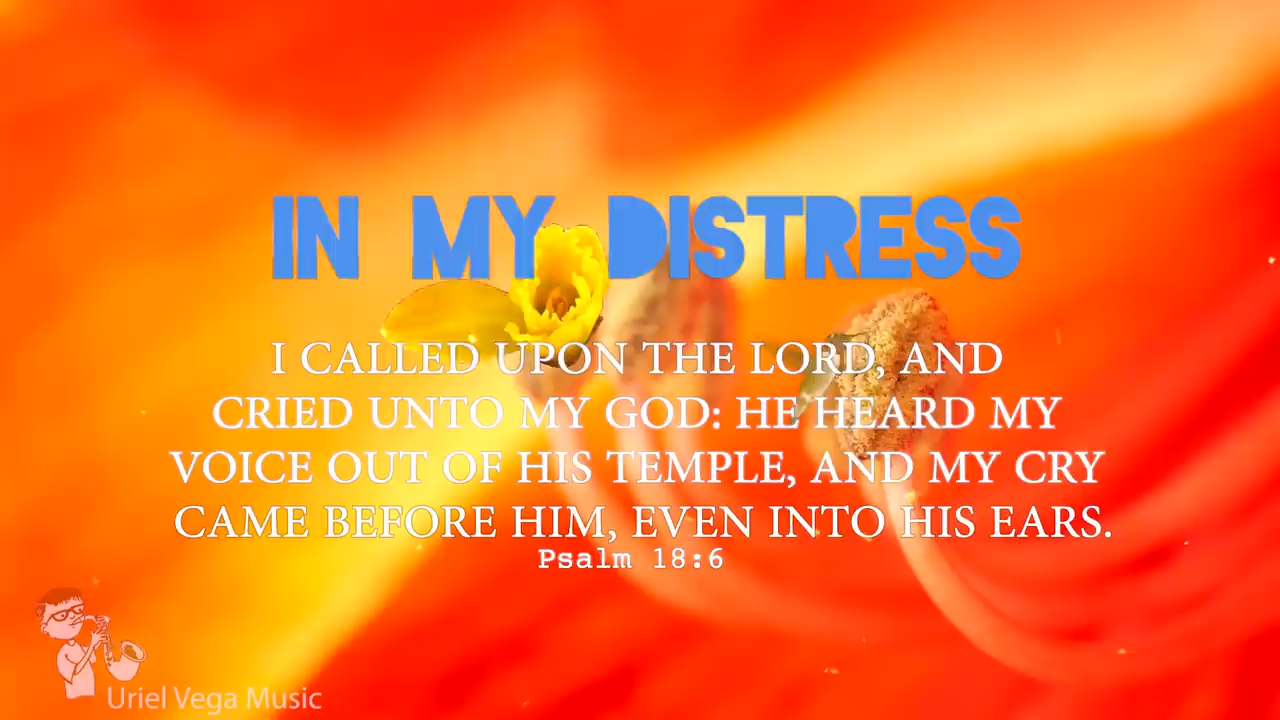 IN MY DISTRESS
I CALLED UPON THE LORD, AND
CRIED UNTO MY GOD: HE HEARD MY
VOICE OUT OF HIS TEMPLE, AND MY CRY
CAME BEFORE HIM, EVEN INTO HIS EARS.
Psalm 18:6
Uriel Vega Music